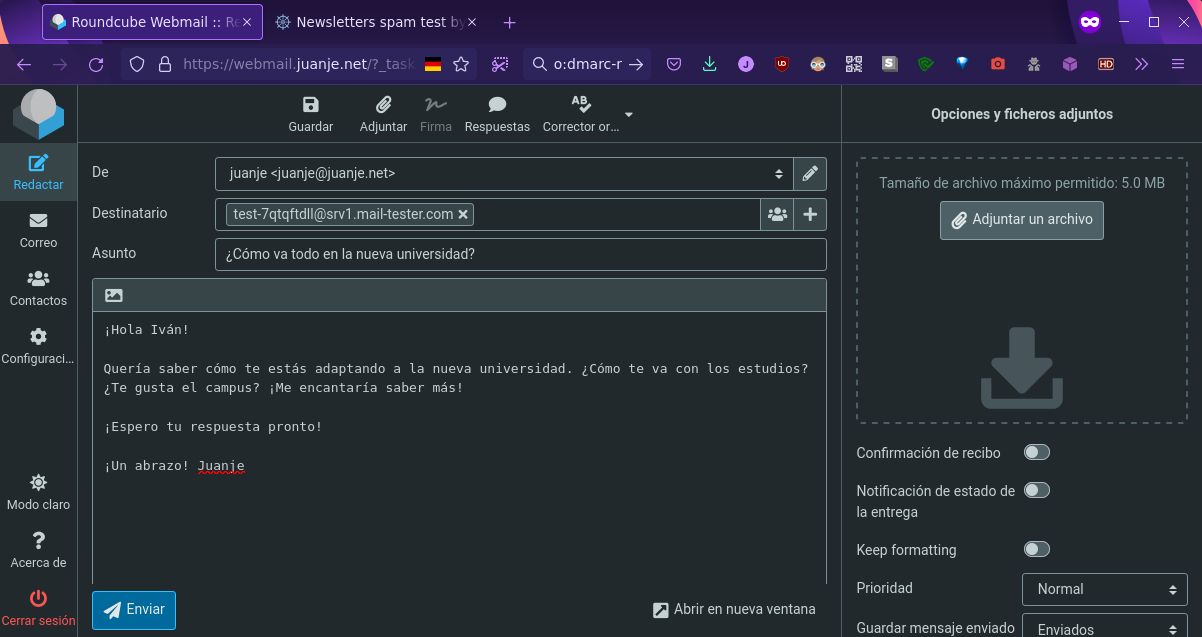 Roundcube Webmail :: Re
Newsletters spam test by
https://webmail.juanje.net/?_task
o:dmarc-r
Guardar
Adjuntar
Firma
Respuestas
Corrector or...
Opciones y ficheros adjuntos
Redactar
Correo
Contactos
Configuraci...
Modo claro
Acerca de
Cerrar sesión
De
juanje <juanje@juanje.net>
Destinatario
test-7qtqftdll@srv1.mail-tester.com
Asunto
¿Cómo va todo en la nueva universidad?
¡Hola Iván!
Quería saber cómo te estás adaptando a la nueva universidad. ¿Cómo te va con los estudios?
¿Te gusta el campus? ¡Me encantaría saber más!
¡Espero tu respuesta pronto!
¡Un abrazo! Juanje
Enviar
Abrir en nueva ventana
Tamaño de archivo máximo permitido: 5.0 MB
Adjuntar un archivo
Confirmación de recibo
Notificación de estado de
la entrega
Keep formatting
Prioridad
Normal
Guardar mensaje enviado
Enviados